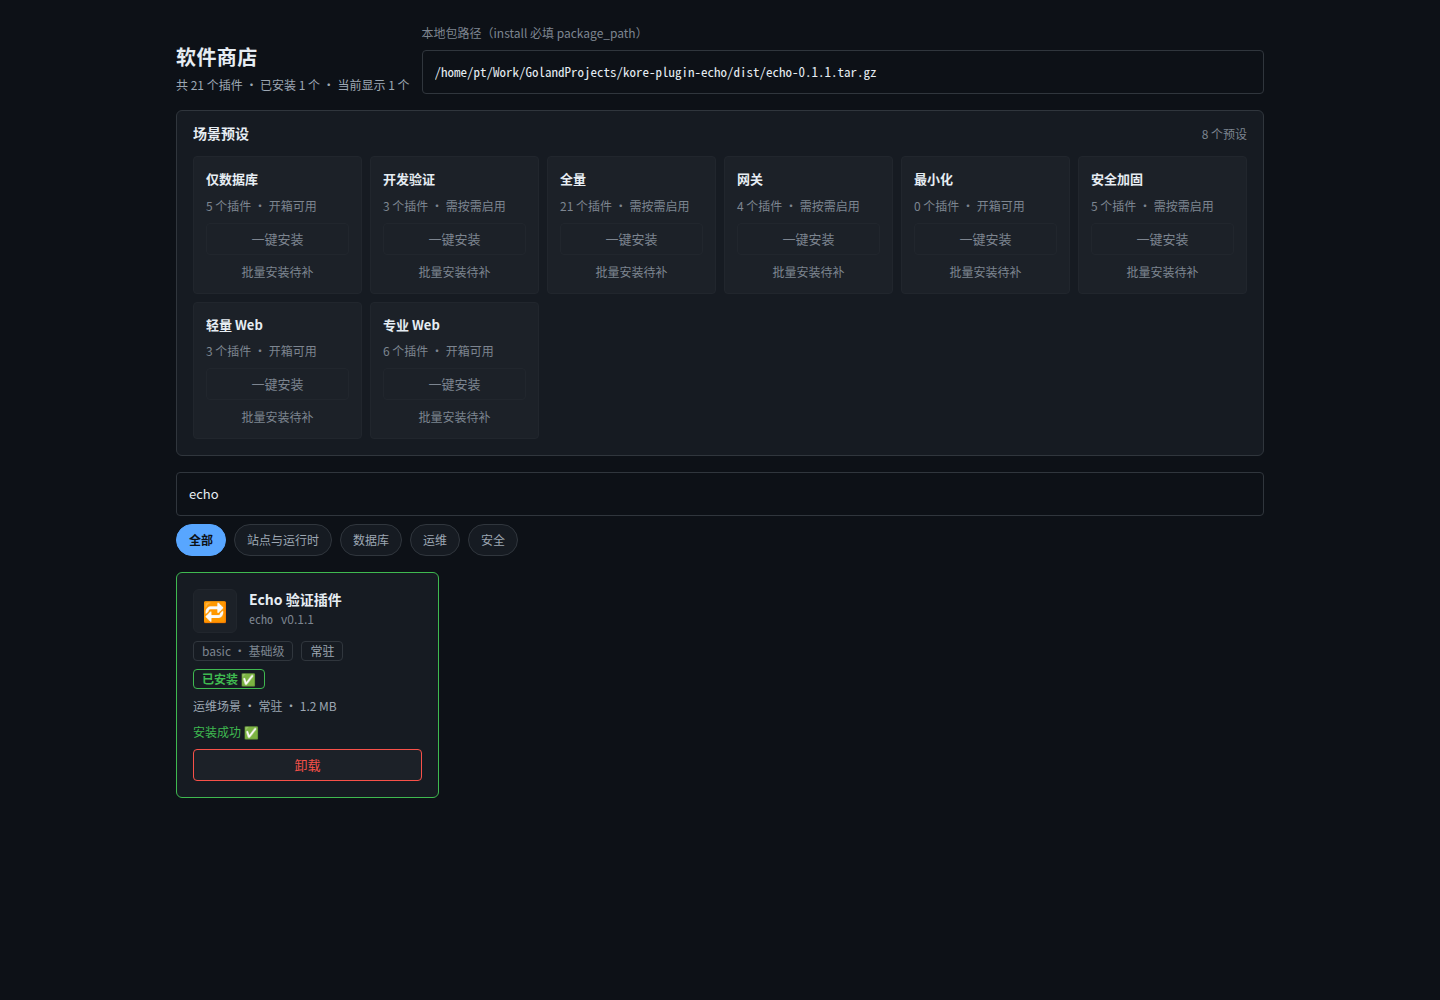 软件商店
共 21 个插件 · 已安装 1 个 · 当前显示 1 个
本地包路径（install 必填 package_path）
/home/pt/Work/GolandProjects/kore-plugin-echo/dist/echo-0.1.1.tar.gz
场景预设
8 个预设
仅数据库
5 个插件 · 开箱可用
一键安装
批量安装待补
开发验证
3 个插件 · 需按需启用
一键安装
批量安装待补
全量
21 个插件 · 需按需启用
一键安装
批量安装待补
网关
4 个插件 · 需按需启用
一键安装
批量安装待补
最小化
0 个插件 · 开箱可用
一键安装
批量安装待补
安全加固
5 个插件 · 需按需启用
一键安装
批量安装待补
轻量 Web
3 个插件 · 开箱可用
一键安装
批量安装待补
专业 Web
6 个插件 · 开箱可用
一键安装
批量安装待补
echo
全部 站点与运行时 数据库 运维 安全
Echo 验证插件
echo v0.1.1
basic · 基础级 常驻
已安装 ✅
运维场景 · 常驻 · 1.2 MB
安装成功 ✅
卸载